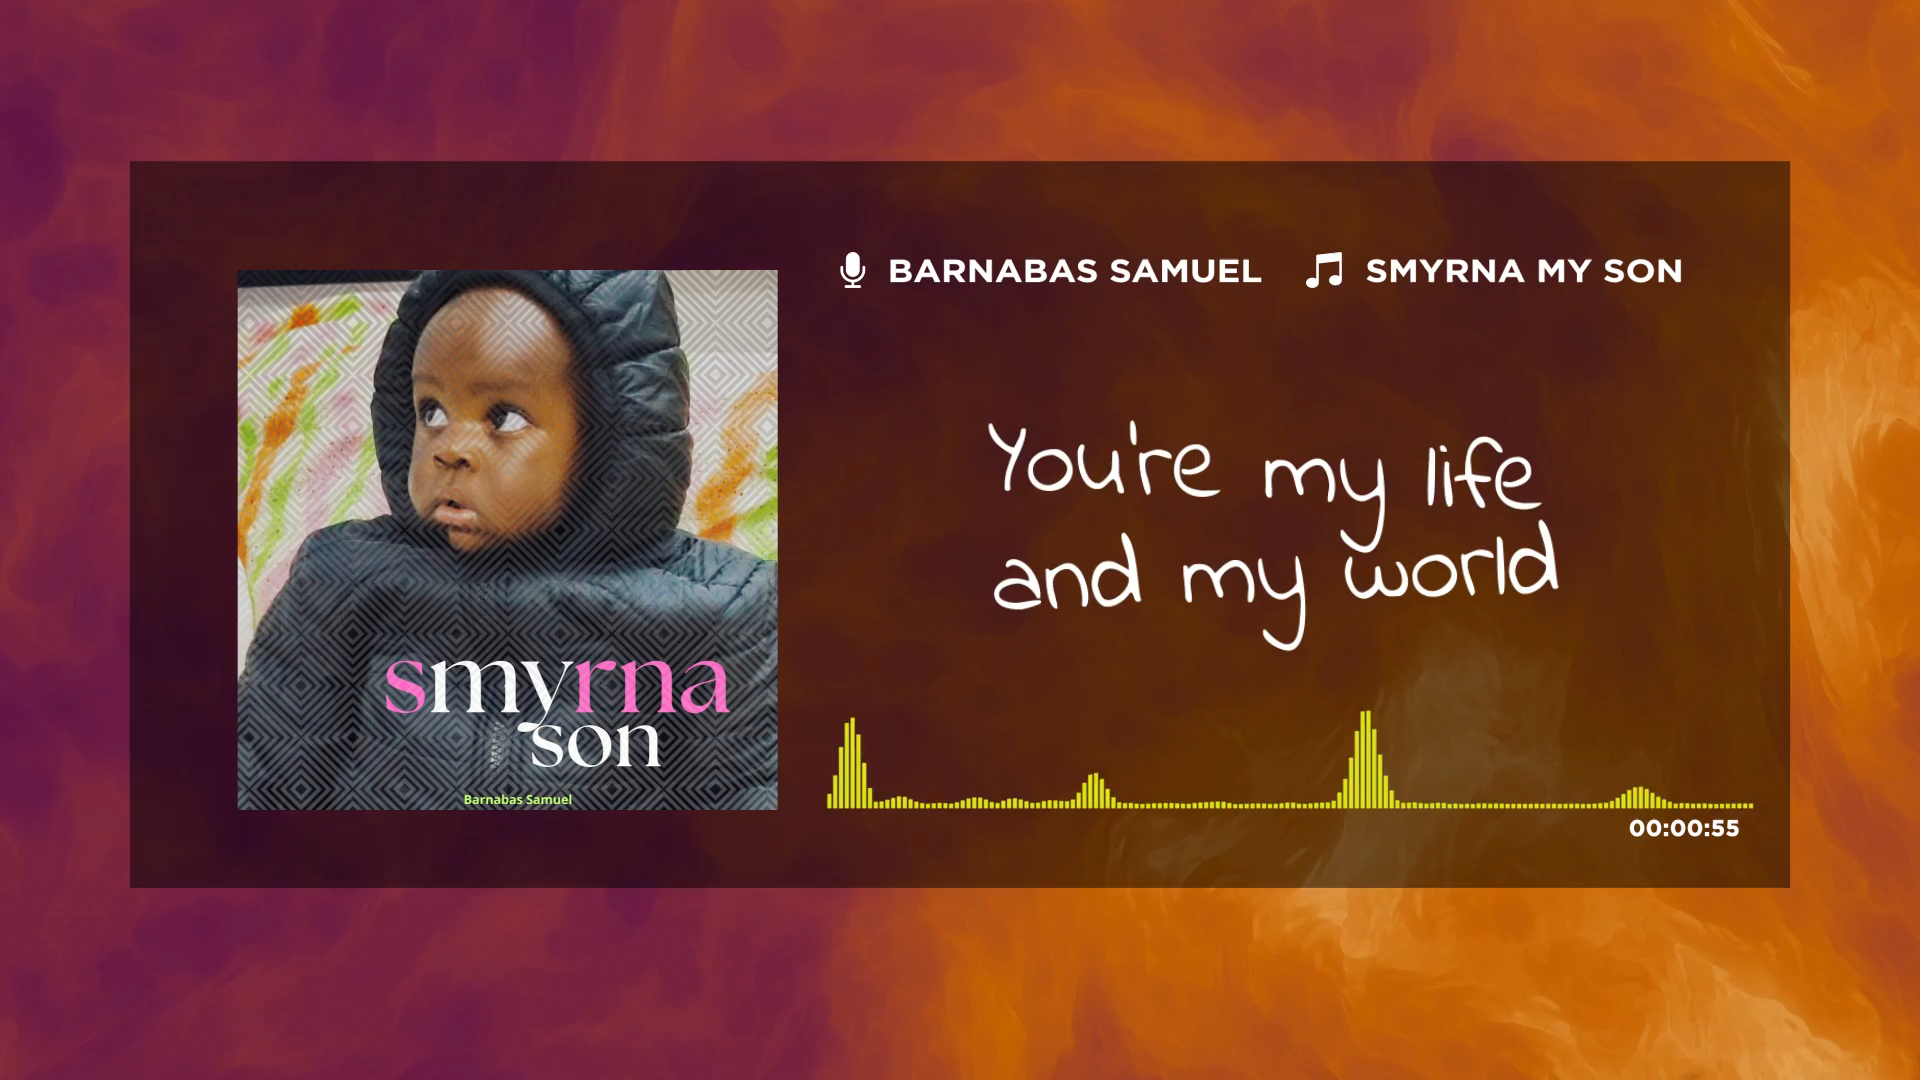 BARNABAS SAMUEL
SMYRNA MY SON
You're my life
and my world
smyrna
son
Barnabas Samuel
00:00:55